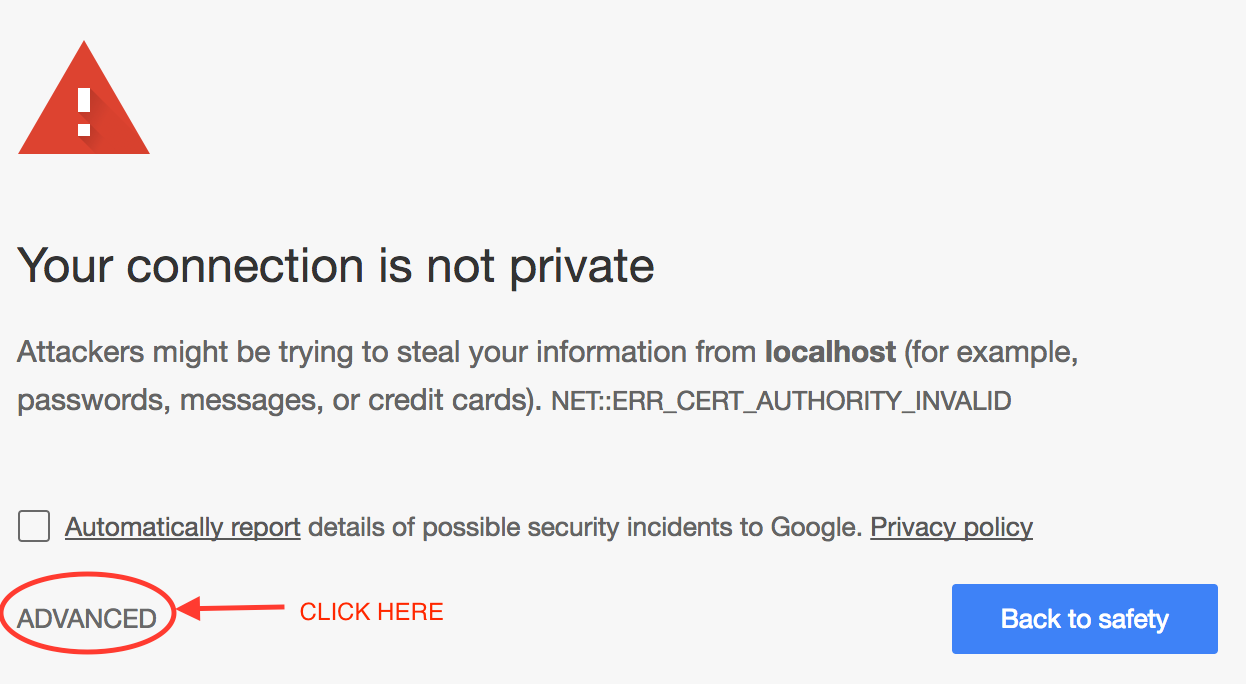 Your connection is not private
Attackers might be trying to steal your information from localhost (for example,
passwords, messages, or credit cards). NET::ERR_CERT_AUTHORITY_INVALID
Automatically report details of possible security incidents to Google. Privacy policy
ADVANCED
CLICK HERE
Back to safety